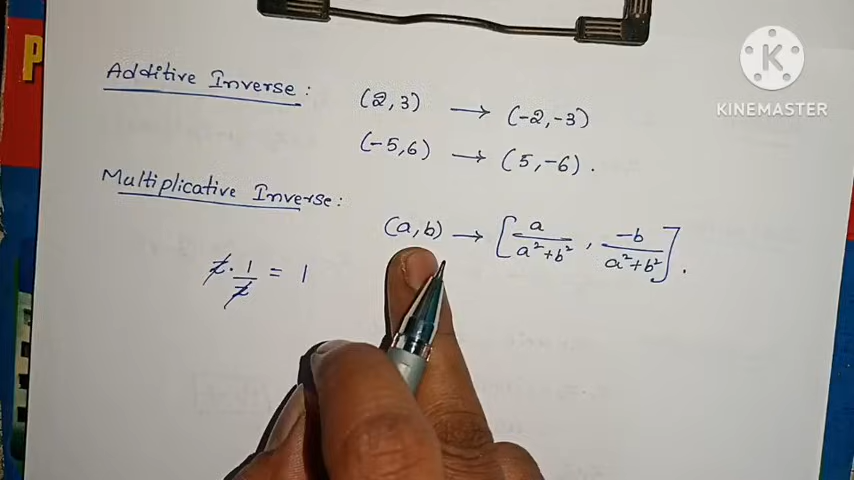 P
K
KINEMASTER
Additive Inverse : (2,3) → (-2,-3)
(-5,6) → (5,-6).
Multiplicative Inverse :
(a,b) → [a/a²+b² , -b/a²+b²].
z · 1/z = 1